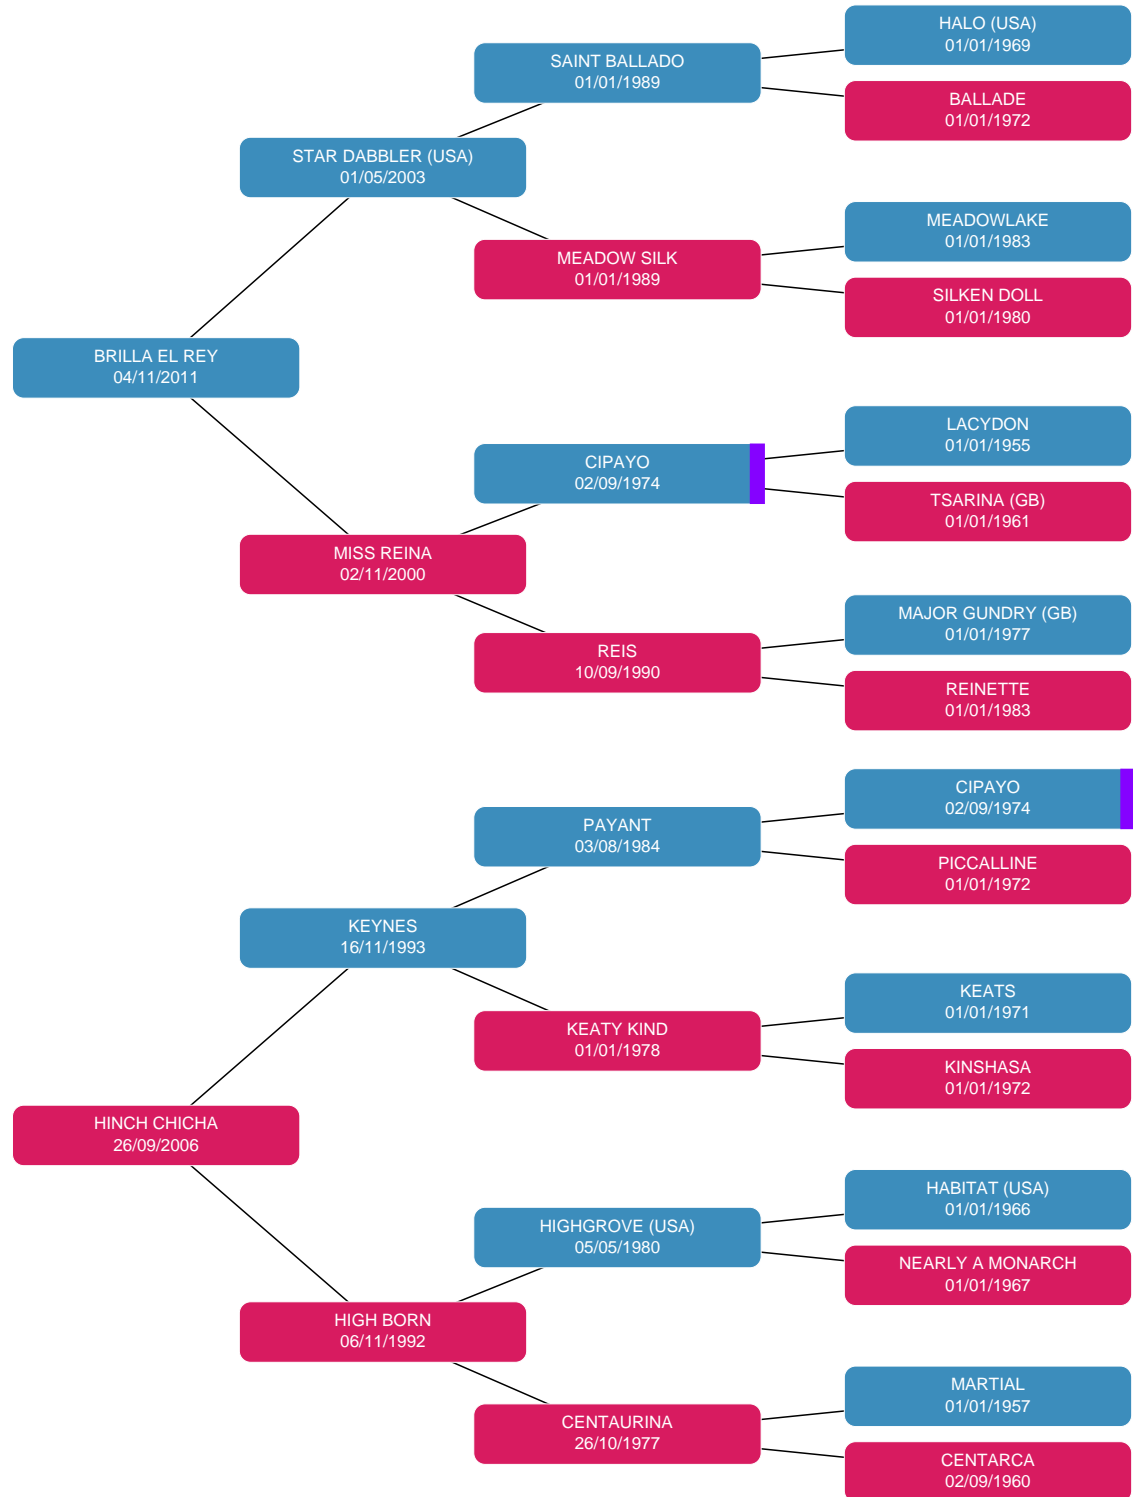 HALO (USA)
01/01/1969
SAINT BALLADO
01/01/1989
BALLADE
01/01/1972
STAR DABBLER (USA)
01/05/2003
MEADOWLAKE
01/01/1983
MEADOW SILK
01/01/1989
SILKEN DOLL
01/01/1980
BRILLA EL REY
04/11/2011
LACYDON
01/01/1955
CIPAYO
02/09/1974
TSARINA (GB)
01/01/1961
MISS REINA
02/11/2000
MAJOR GUNDRY (GB)
01/01/1977
REIS
10/09/1990
REINETTE
01/01/1983
CIPAYO
02/09/1974
PAYANT
03/08/1984
PICCALLINE
01/01/1972
KEYNES
16/11/1993
KEATS
01/01/1971
KEATY KIND
01/01/1978
KINSHASA
01/01/1972
HINCH CHICHA
26/09/2006
HABITAT (USA)
01/01/1966
HIGHGROVE (USA)
05/05/1980
NEARLY A MONARCH
01/01/1967
HIGH BORN
06/11/1992
MARTIAL
01/01/1957
CENTAURINA
26/10/1977
CENTARCA
02/09/1960